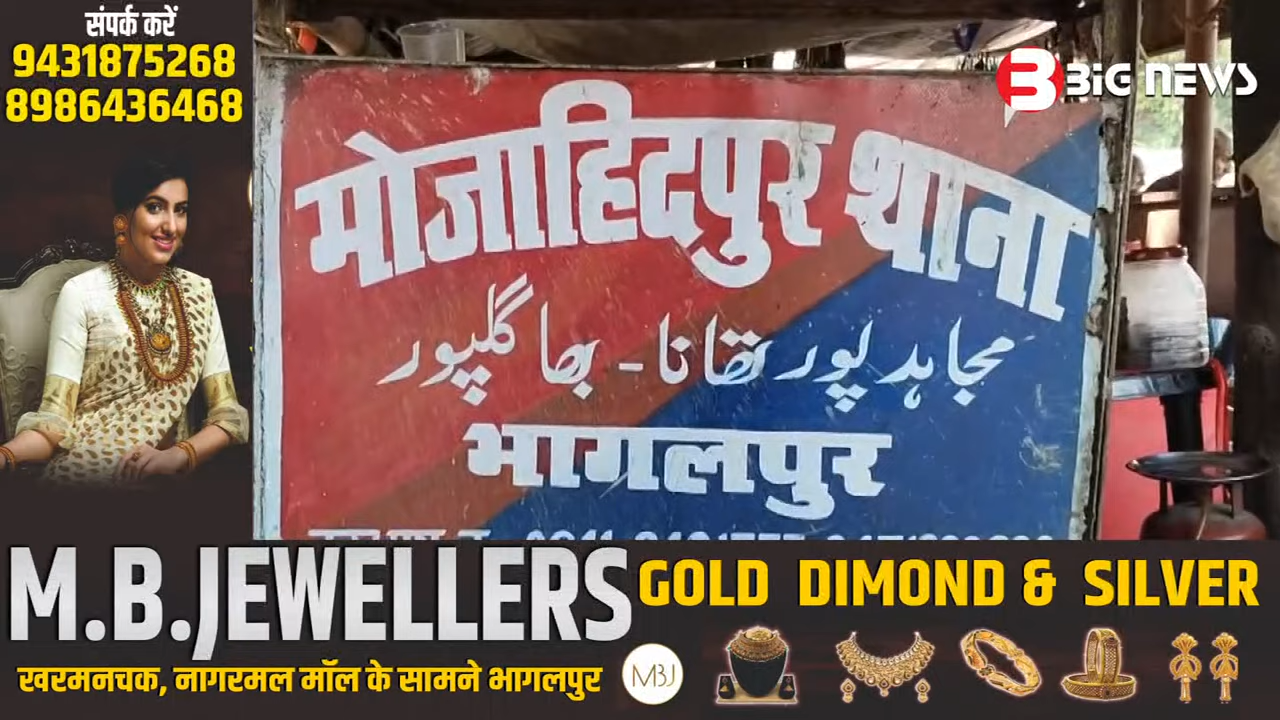 संपर्क करें
9431875268
8986436468
BIG NEWS
मोजाहिदपुर थाना
مجاہد پور تھانا - بھاگلپور
भागलपुर
M.B.JEWELLERS
GOLD DIMOND & SILVER
खरमनचक, नागरमल मॉल के सामने भागलपुर
MBJ